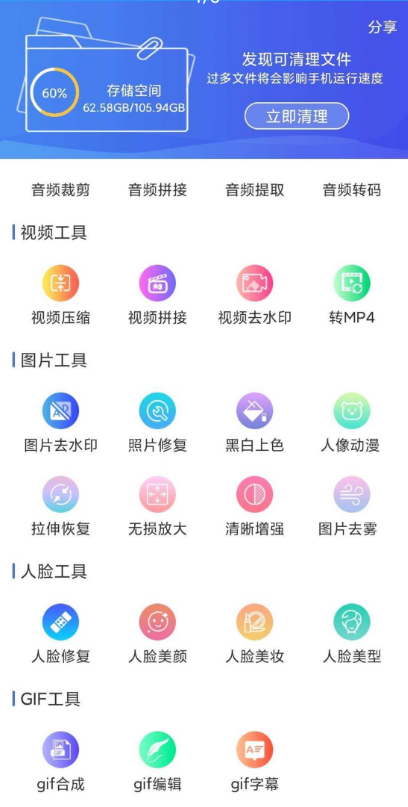 分享
发现可清理文件
过多文件将会影响手机运行速度
60%
存储空间
62.58GB/105.94GB
立即清理
音频裁剪 音频拼接 音频提取 音频转码
视频工具
视频压缩 视频拼接 视频去水印 转MP4
图片工具
图片去水印 照片修复 黑白上色 人像动漫
拉伸恢复 无损放大 清晰增强 图片去雾
人脸工具
人脸修复 人脸美颜 人脸美妆 人脸美型
GIF工具
gif合成 gif编辑 gif字幕